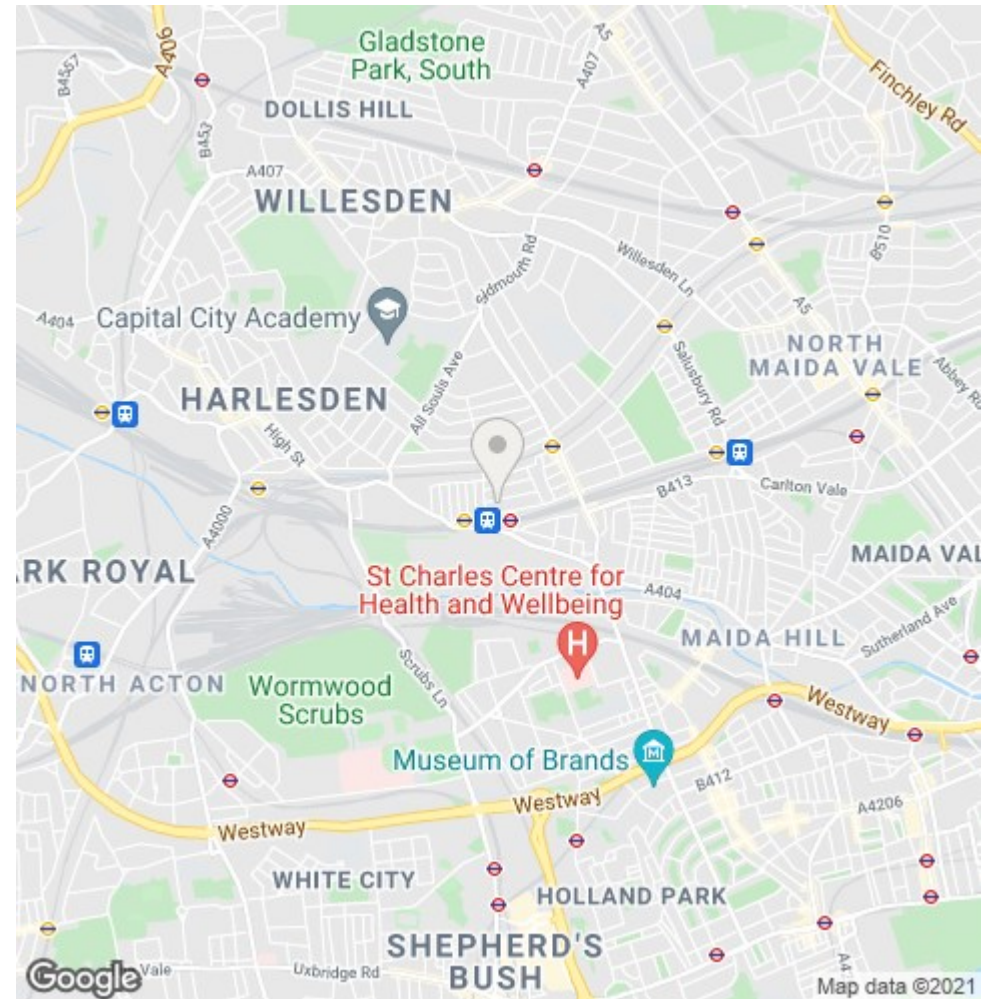 Gladstone
Park, South
A5
A407
A406
B4557
Finchley Rd
DOLLIS HILL
B453
A407
WILLESDEN
B510
Willesden Ln
Sidmouth Rd
A5
A404
Capital City Academy
Salusbury Rd
NORTH
MAIDA VALE
Abbey Rd
All Souls Ave
HARLESDEN
High St
B413
Carlton Vale
A4000
MAIDA VAL
ARK ROYAL
St Charles Centre for
Health and Wellbeing
A404
Sutherland Ave
MAIDA HILL
H
Scrubs Ln
NORTH ACTON
Wormwood
Scrubs
Westway
Museum of Brands
M
B412
Westway
A4206
Westway
WHITE CITY
HOLLAND PARK
SHEPHERD'S
BUSH
A4
Google
Vale
Uxbridge Rd
Map data ©2021